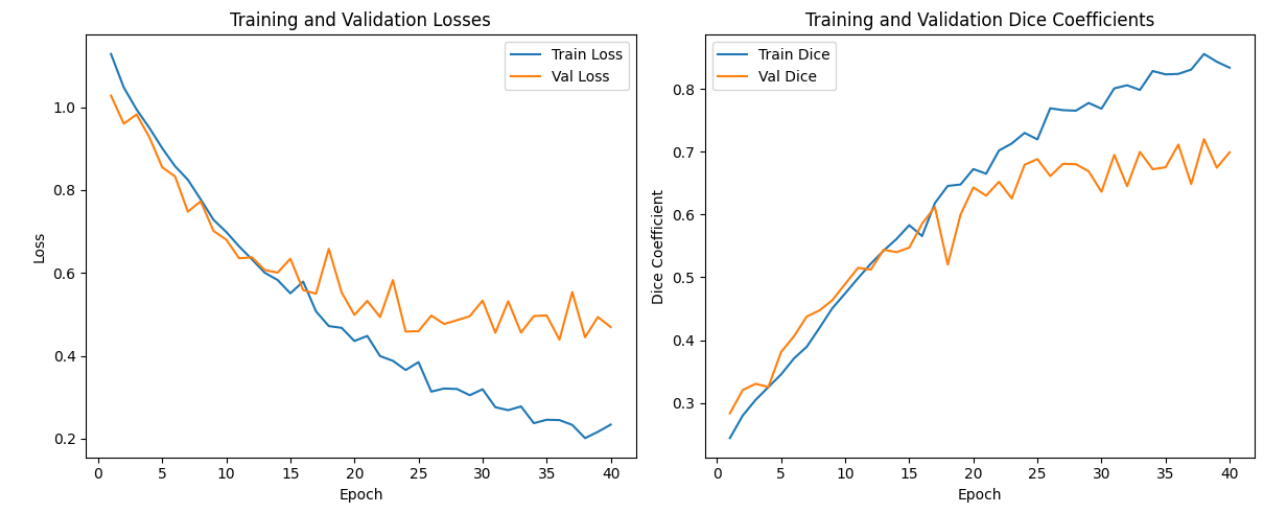 Training and Validation Losses
Train Loss
Val Loss
1.0
0.8
0.6
0.4
0.2
Loss
0 5 10 15 20 25 30 35 40
Epoch
Training and Validation Dice Coefficients
Train Dice
Val Dice
0.8
0.7
0.6
0.5
0.4
0.3
Dice Coefficient
0 5 10 15 20 25 30 35 40
Epoch